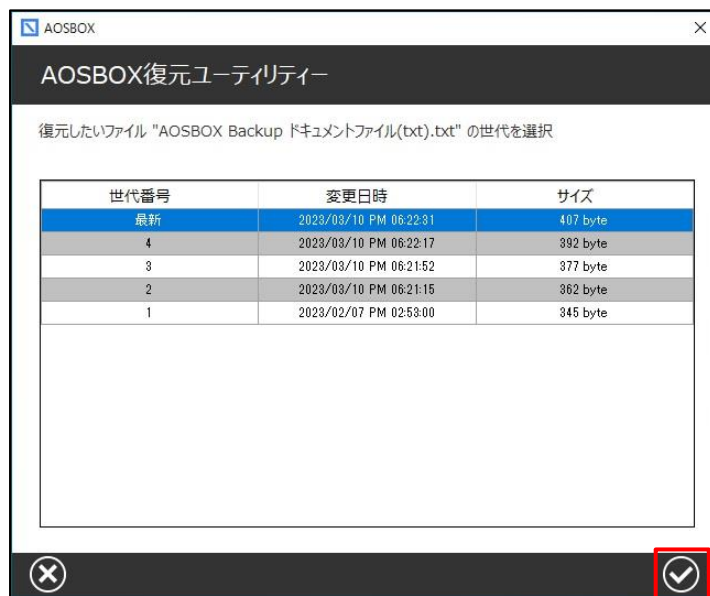 AOSBOX
AOSBOX復元ユーティリティー
復元したいファイル "AOSBOX Backup ドキュメントファイル(txt).txt" の世代を選択
世代番号 変更日時 サイズ
最新 2023/03/10 PM 06:22:31 407 byte
4 2023/03/10 PM 06:22:17 392 byte
3 2023/03/10 PM 06:21:52 377 byte
2 2023/03/10 PM 06:21:15 362 byte
1 2023/02/07 PM 02:53:00 345 byte